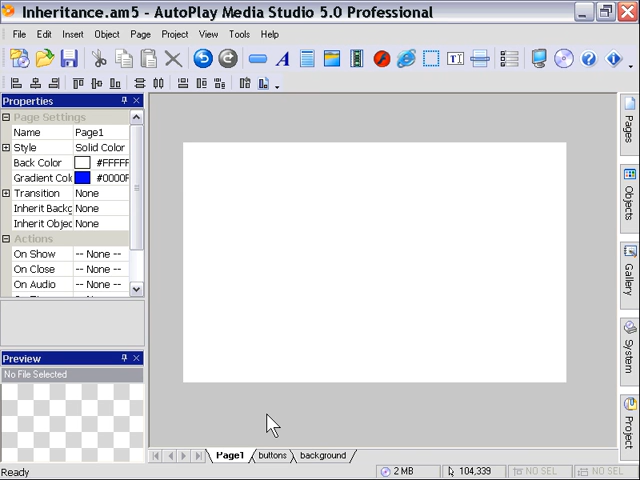 Inheritance.am5 - AutoPlay Media Studio 5.0 Professional
File Edit Insert Object Page Project View Tools Help
Properties
Page Settings
Name Page1
Style Solid Color
Back Color #FFFFF
Gradient Col #0000F
Transition None
Inherit Backg None
Inherit Objec None
Actions
On Show -- None --
On Close -- None --
On Audio -- None --
Preview
No File Selected
Pages
Objects
Gallery
System
Project
Page1 buttons background
Ready 2 MB 104,339 NO SEL NO SEL